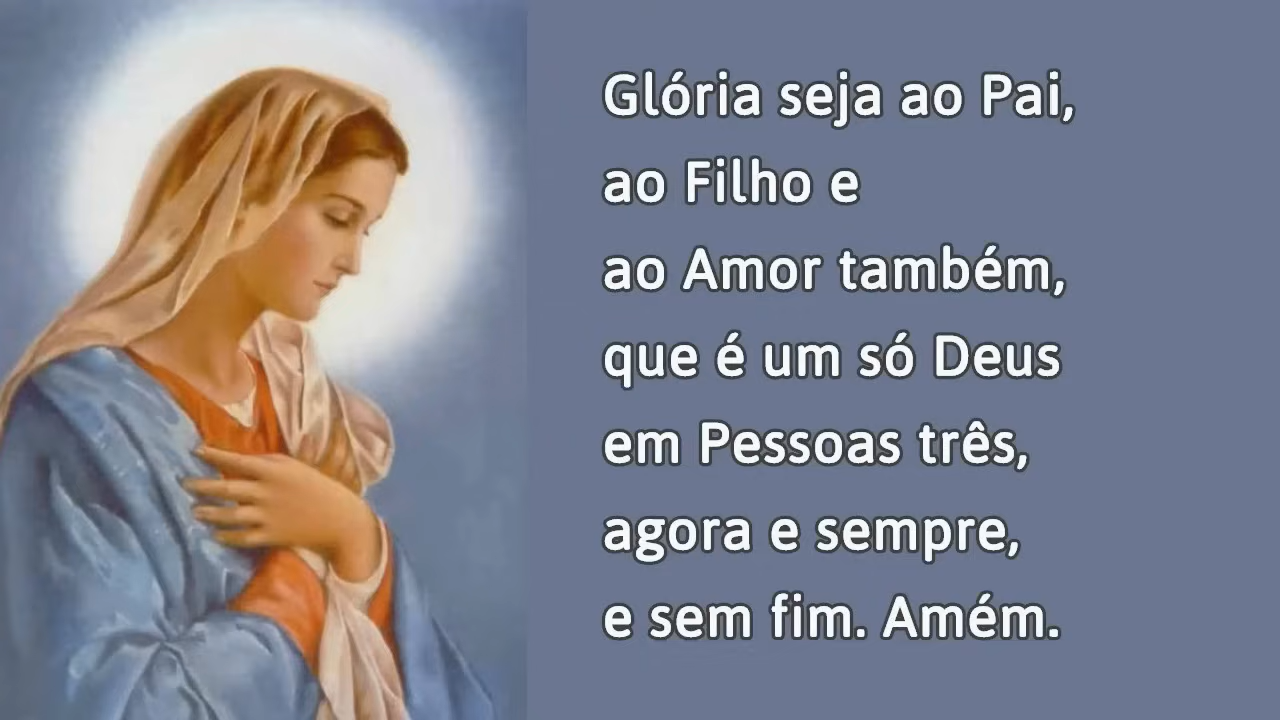 Glória seja ao Pai,
ao Filho e
ao Amor também,
que é um só Deus
em Pessoas três,
agora e sempre,
e sem fim. Amém.